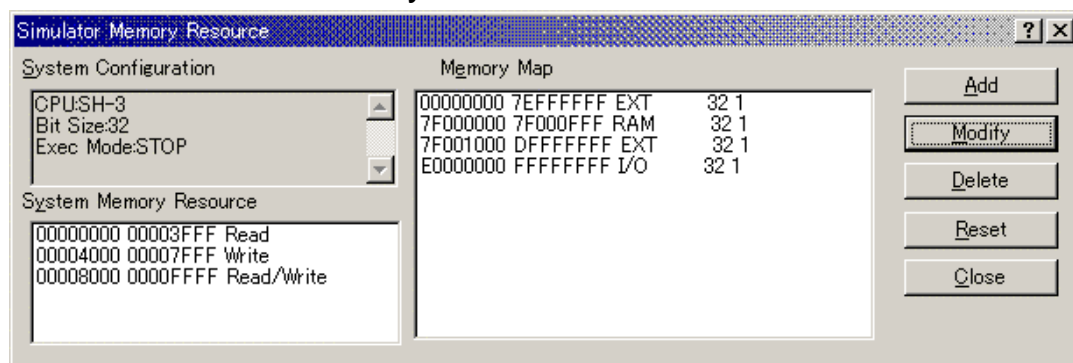 Simulator Memory Resource
System Configuration
CPU:SH-3
Bit Size:32
Exec Mode:STOP
System Memory Resource
00000000 00003FFF Read
00004000 00007FFF Write
00008000 0000FFFF Read/Write
Memory Map
00000000 7EFFFFFF EXT 32 1
7F000000 7F000FFF RAM 32 1
7F001000 DFFFFFFF EXT 32 1
E0000000 FFFFFFFF I/O 32 1
Add
Modify
Delete
Reset
Close